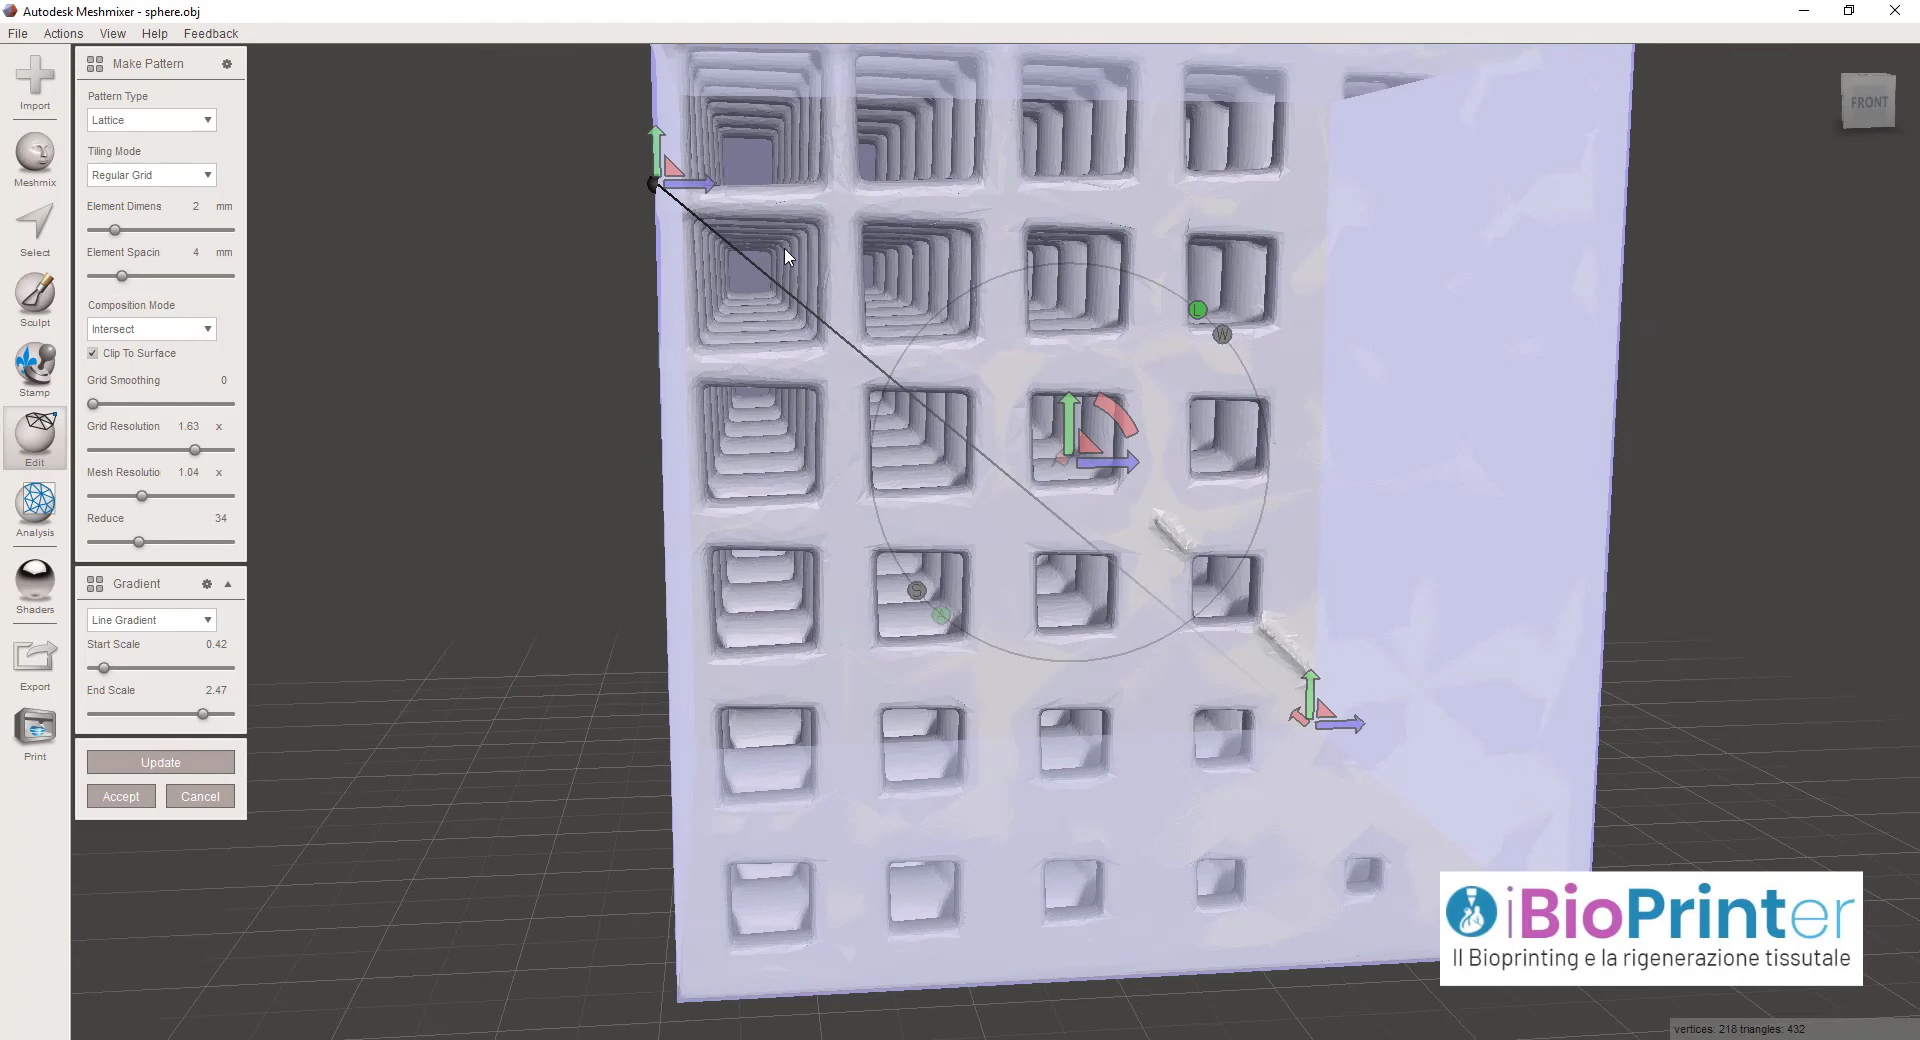 Autodesk Meshmixer - sphere.obj
File Actions View Help Feedback
Import
Meshmix
Select
Sculpt
Stamp
Edit
Analysis
Shaders
Export
Print
Make Pattern
Pattern Type
Lattice
Tiling Mode
Regular Grid
Element Dimens 2 mm
Element Spacin 4 mm
Composition Mode
Intersect
Clip To Surface
Grid Smoothing 0
Grid Resolution 1.63 x
Mesh Resolutio 1.04 x
Reduce 34
Gradient
Line Gradient
Start Scale 0.42
End Scale 2.47
Update
Accept Cancel
FRONT
L
W
S
A
iBioPrinter
Il Bioprinting e la rigenerazione tissutale
vertices: 218 triangles: 432